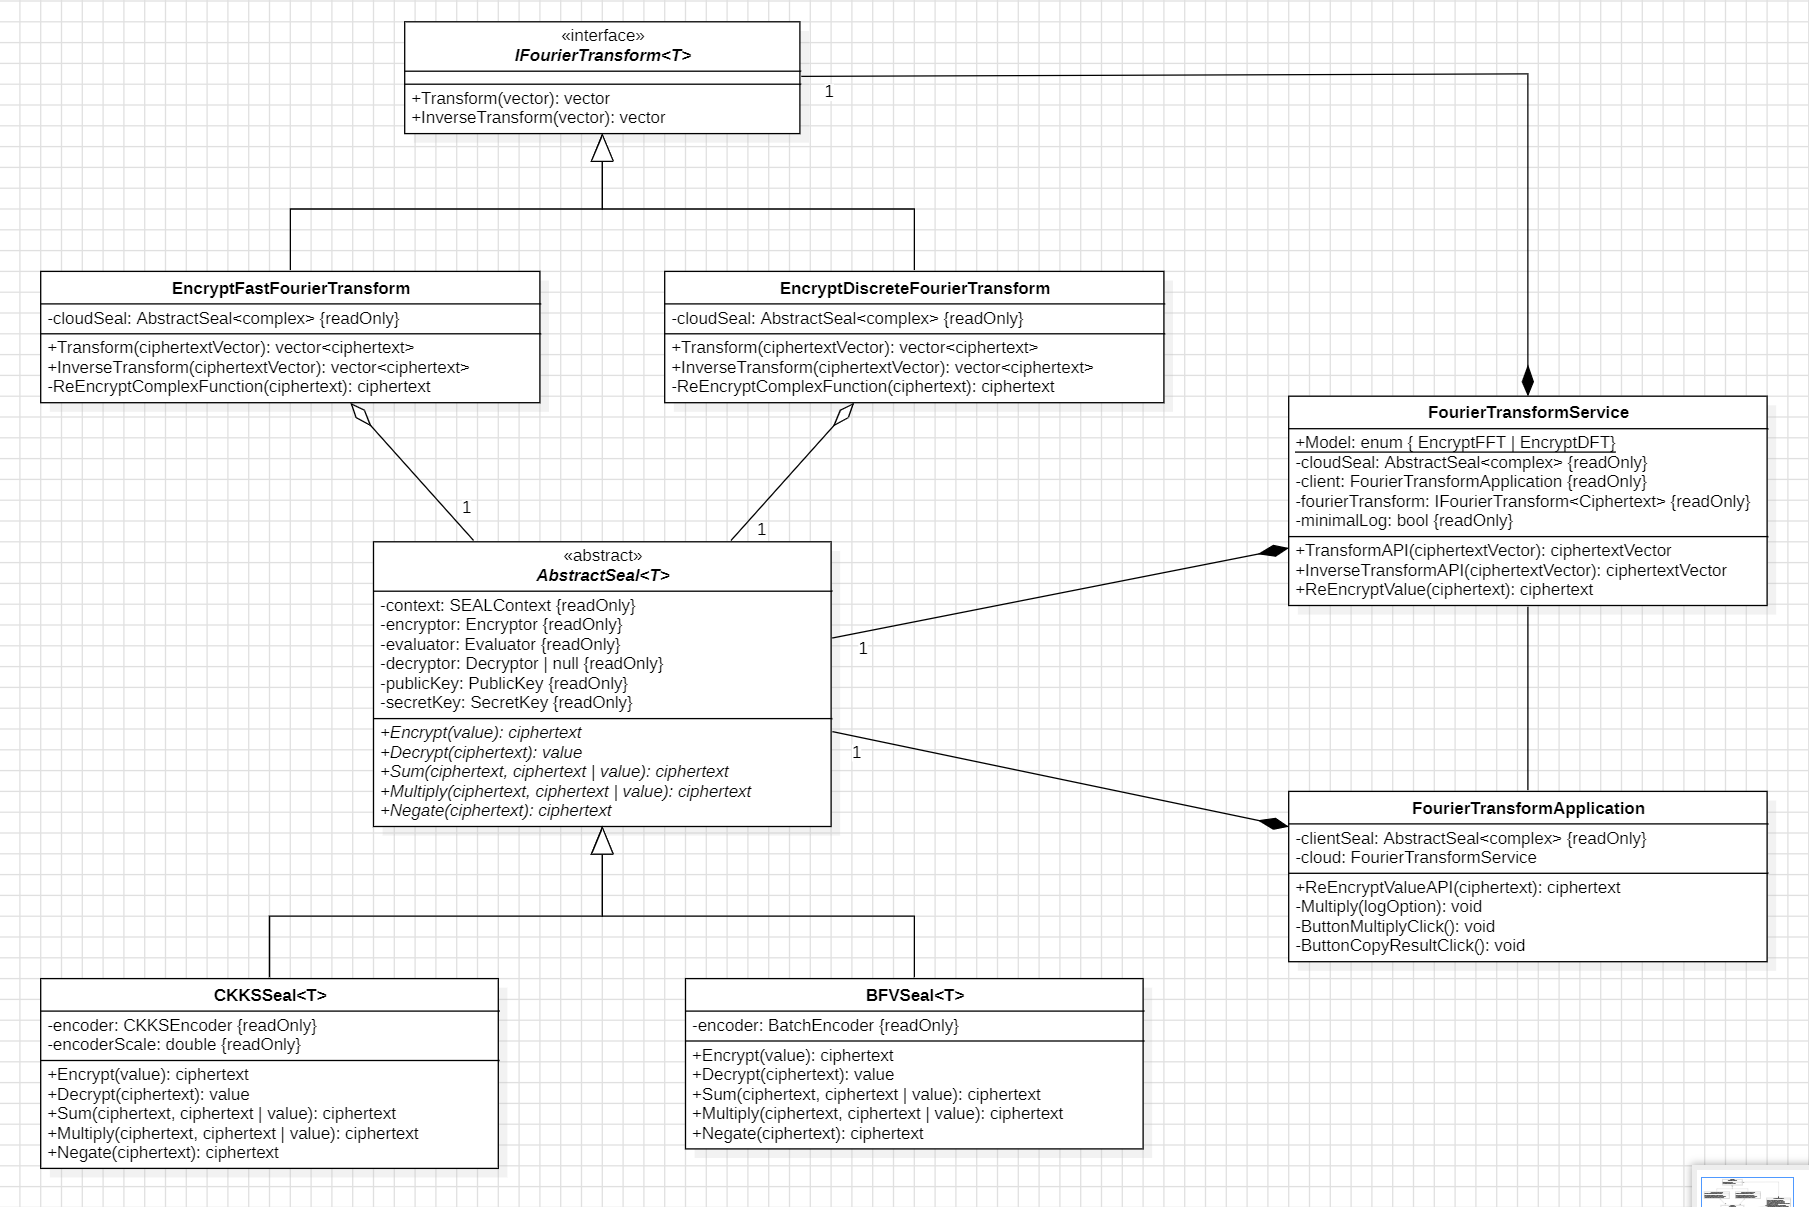 «interface»
IFourierTransform<T>
+Transform(vector): vector
+InverseTransform(vector): vector
1
EncryptFastFourierTransform
-cloudSeal: AbstractSeal<complex> {readOnly}
+Transform(ciphertextVector): vector<ciphertext>
+InverseTransform(ciphertextVector): vector<ciphertext>
-ReEncryptComplexFunction(ciphertext): ciphertext
EncryptDiscreteFourierTransform
-cloudSeal: AbstractSeal<complex> {readOnly}
+Transform(ciphertextVector): vector<ciphertext>
+InverseTransform(ciphertextVector): vector<ciphertext>
-ReEncryptComplexFunction(ciphertext): ciphertext
FourierTransformService
+Model: enum { EncryptFFT | EncryptDFT}
-cloudSeal: AbstractSeal<complex> {readOnly}
-client: FourierTransformApplication {readOnly}
-fourierTransform: IFourierTransform<Ciphertext> {readOnly}
-minimalLog: bool {readOnly}
+TransformAPI(ciphertextVector): ciphertextVector
+InverseTransformAPI(ciphertextVector): ciphertextVector
+ReEncryptValue(ciphertext): ciphertext
1
1
«abstract»
AbstractSeal<T>
-context: SEALContext {readOnly}
-encryptor: Encryptor {readOnly}
-evaluator: Evaluator {readOnly}
-decryptor: Decryptor | null {readOnly}
-publicKey: PublicKey {readOnly}
-secretKey: SecretKey {readOnly}
+Encrypt(value): ciphertext
+Decrypt(ciphertext): value
+Sum(ciphertext, ciphertext | value): ciphertext
+Multiply(ciphertext, ciphertext | value): ciphertext
+Negate(ciphertext): ciphertext
1
1
FourierTransformApplication
-clientSeal: AbstractSeal<complex> {readOnly}
-cloud: FourierTransformService
+ReEncryptValueAPI(ciphertext): ciphertext
-Multiply(logOption): void
-ButtonMultiplyClick(): void
-ButtonCopyResultClick(): void
CKKSSeal<T>
-encoder: CKKSEncoder {readOnly}
-encoderScale: double {readOnly}
+Encrypt(value): ciphertext
+Decrypt(ciphertext): value
+Sum(ciphertext, ciphertext | value): ciphertext
+Multiply(ciphertext, ciphertext | value): ciphertext
+Negate(ciphertext): ciphertext
BFVSeal<T>
-encoder: BatchEncoder {readOnly}
+Encrypt(value): ciphertext
+Decrypt(ciphertext): value
+Sum(ciphertext, ciphertext | value): ciphertext
+Multiply(ciphertext, ciphertext | value): ciphertext
+Negate(ciphertext): ciphertext